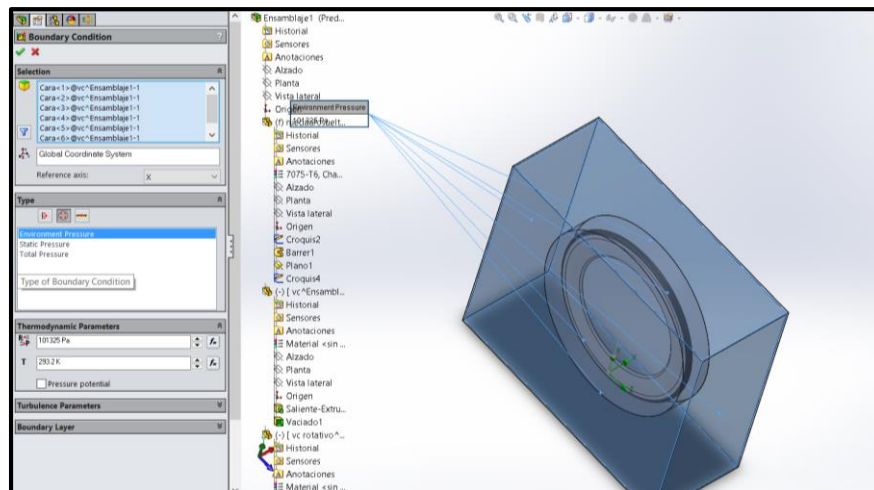 Boundary Condition
?
Selection
Cara<1>@vc^Ensamblaje1-1
Cara<2>@vc^Ensamblaje1-1
Cara<3>@vc^Ensamblaje1-1
Cara<4>@vc^Ensamblaje1-1
Cara<5>@vc^Ensamblaje1-1
Cara<6>@vc^Ensamblaje1-1
Global Coordinate System
Reference axis:
X
Type
Environment Pressure
Static Pressure
Total Pressure
Type of Boundary Condition
Thermodynamic Parameters
101325 Pa
T
293.2 K
Pressure potential
Turbulence Parameters
Boundary Layer
Ensamblaje1 (Pred...
Historial
Sensores
Anotaciones
Alzado
Planta
Vista lateral
Environment Pressure
101325 Pa
Historial
Sensores
Anotaciones
7075-T6, Cha...
Alzado
Planta
Vista lateral
Origen
Croquis2
Barrer1
Plano1
Croquis4
(-) [ vc^Ensambl...
Historial
Sensores
Anotaciones
Material <sin ...
Alzado
Planta
Vista lateral
Origen
Saliente-Extru...
Vaciado1
(-) [ vc rotativo^...
Historial
Sensores
Anotaciones
Material <sin ...